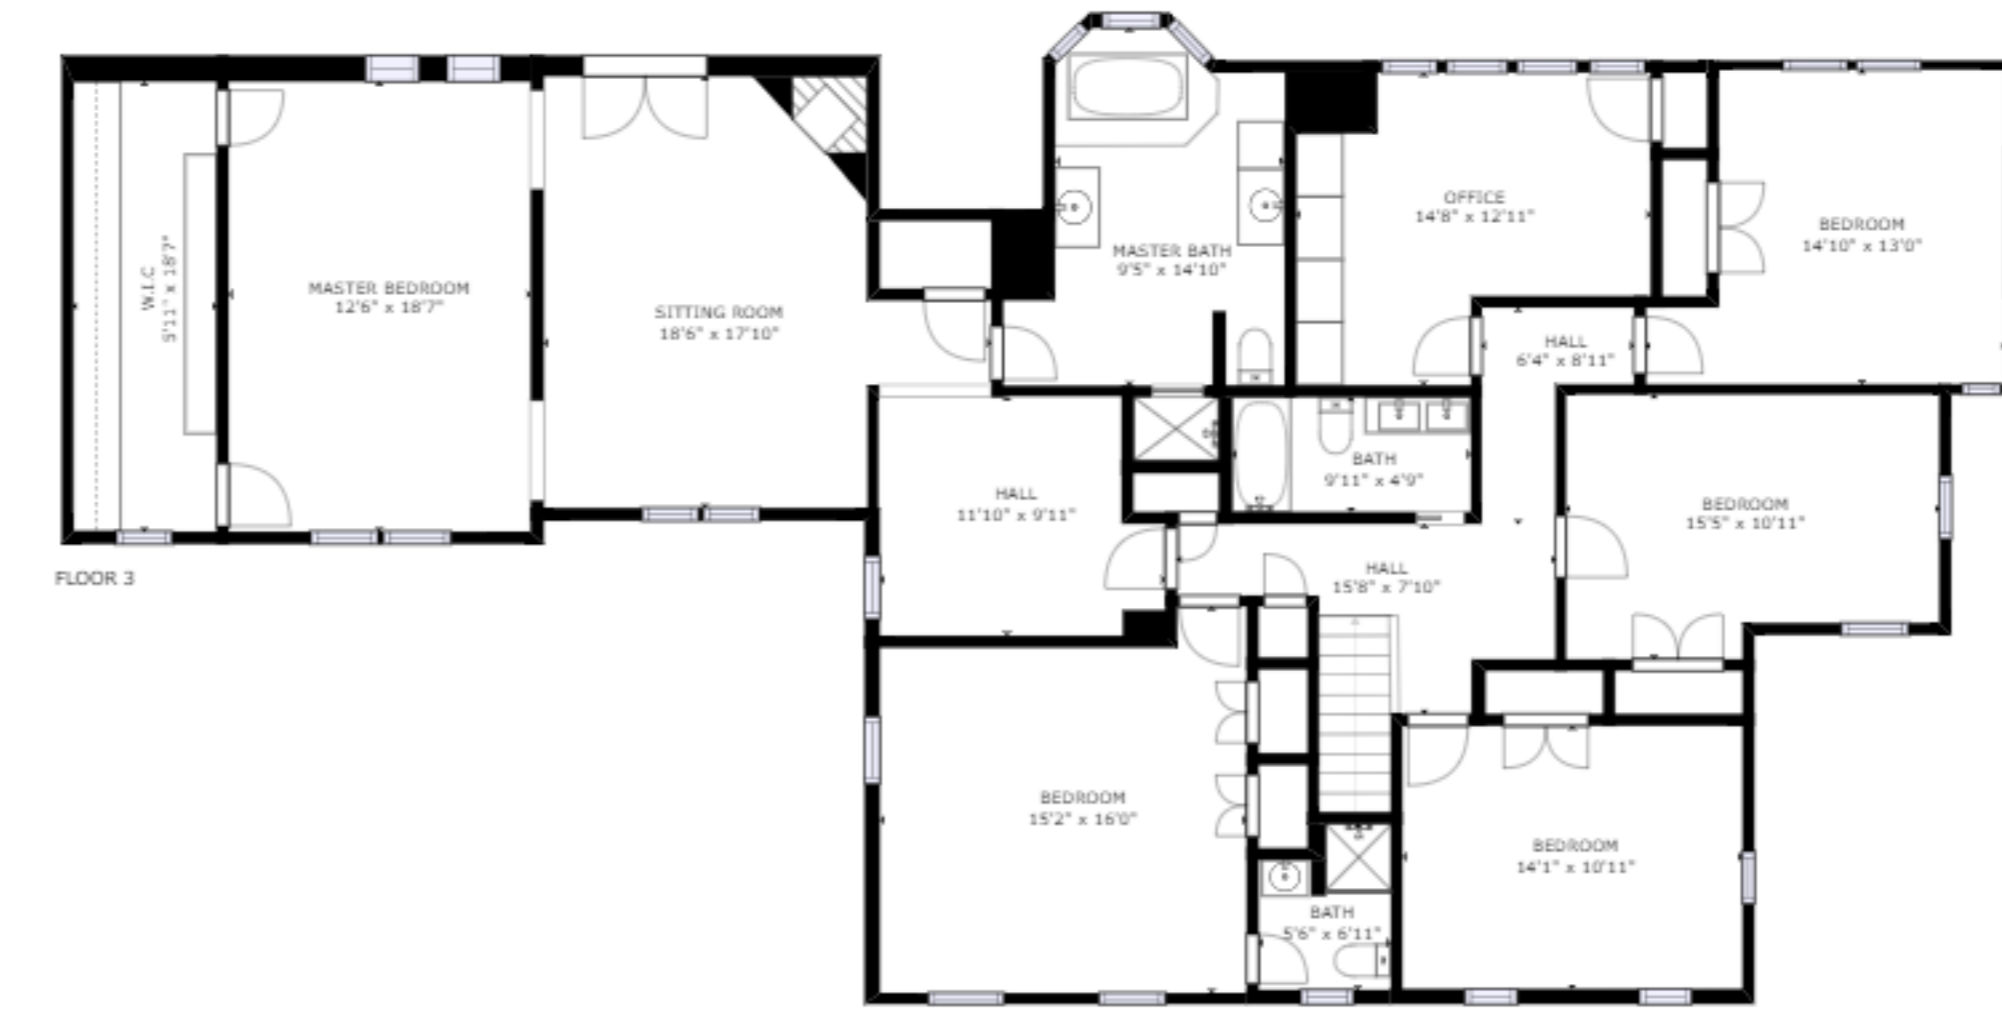 W.I.C
5'11" x 18'7"
MASTER BEDROOM
12'6" x 18'7"
SITTING ROOM
18'6" x 17'10"
MASTER BATH
9'5" x 14'10"
OFFICE
14'8" x 12'11"
BEDROOM
14'10" x 13'0"
HALL
6'4" x 8'11"
BATH
9'11" x 4'9"
HALL
11'10" x 9'11"
BEDROOM
15'5" x 10'11"
HALL
15'8" x 7'10"
FLOOR 3
BEDROOM
15'2" x 16'0"
BEDROOM
14'1" x 10'11"
BATH
5'6" x 6'11"